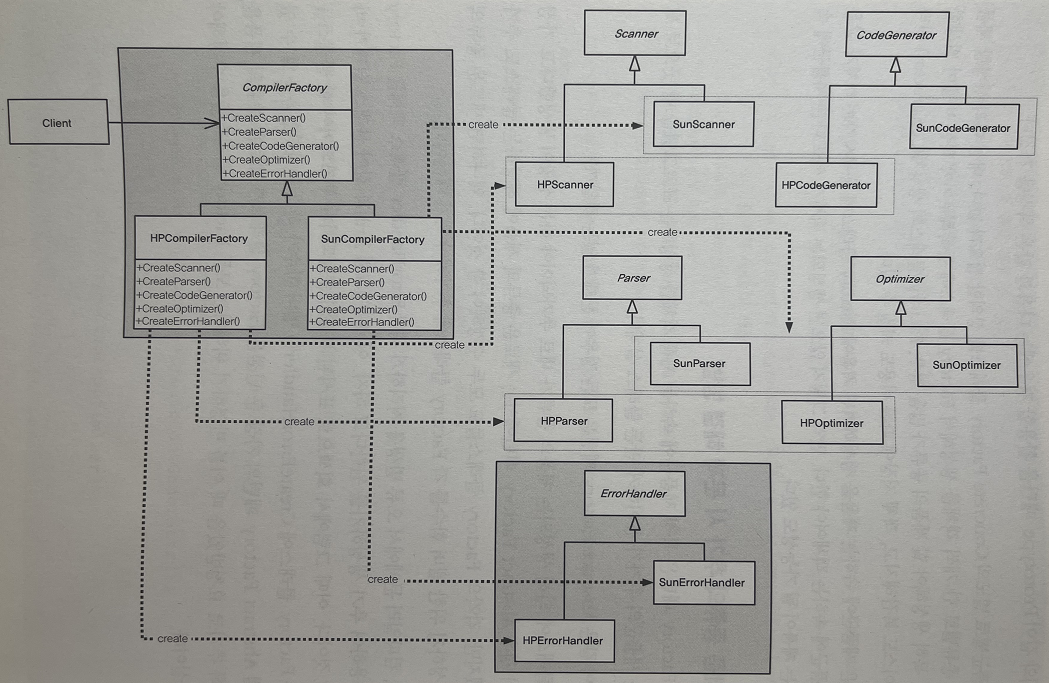 Client
CompilerFactory
+CreateScanner()
+CreateParser()
+CreateCodeGenerator()
+CreateOptimizer()
+CreateErrorHandler()
HPCompilerFactory
+CreateScanner()
+CreateParser()
+CreateCodeGenerator()
+CreateOptimizer()
+CreateErrorHandler()
SunCompilerFactory
+CreateScanner()
+CreateParser()
+CreateCodeGenerator()
+CreateOptimizer()
+CreateErrorHandler()
Scanner
CodeGenerator
create
SunScanner
SunCodeGenerator
HPScanner
HPCodeGenerator
create
Parser
Optimizer
create
SunParser
SunOptimizer
create
HPParser
HPOptimizer
ErrorHandler
create
SunErrorHandler
create
HPErrorHandler